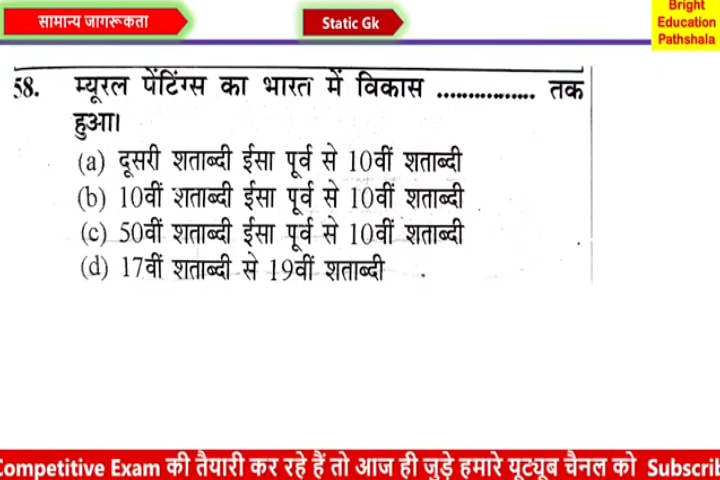 सामान्य जागरूकता
Static Gk
Bright
Education
Pathshala
58. म्यूरल पेंटिंग्स का भारत में विकास ................ तक
हुआ।
(a) दूसरी शताब्दी ईसा पूर्व से 10वीं शताब्दी
(b) 10वीं शताब्दी ईसा पूर्व से 10वीं शताब्दी
(c) 50वीं शताब्दी ईसा पूर्व से 10वीं शताब्दी
(d) 17वीं शताब्दी से 19वीं शताब्दी
Competitive Exam की तैयारी कर रहे हैं तो आज ही जुड़े हमारे यूट्यूब चैनल को Subscrib